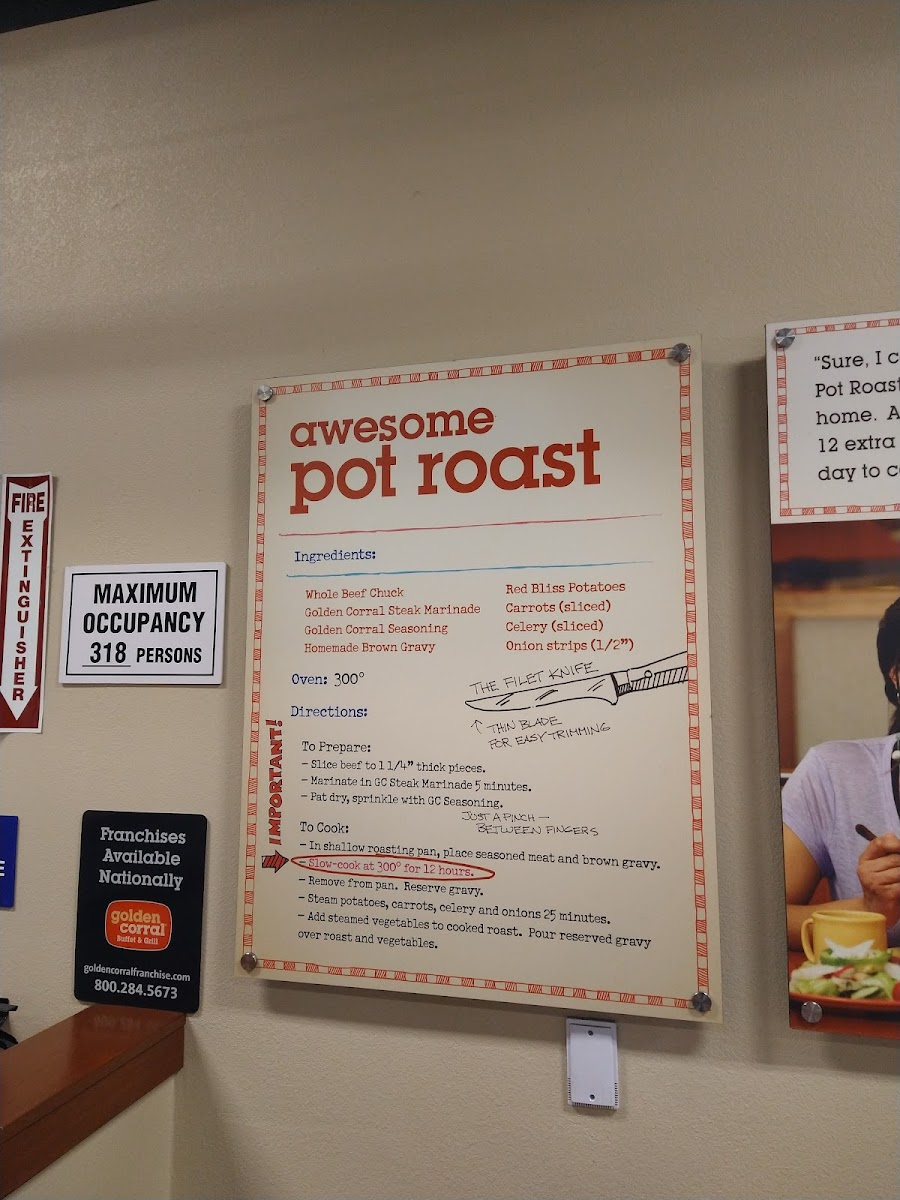 awesome
pot roast
Ingredients:
Whole Beef Chuck
Golden Corral Steak Marinade
Golden Corral Seasoning
Homemade Brown Gravy
Red Bliss Potatoes
Carrots (sliced)
Celery (sliced)
Onion strips (1/2")
Oven: 300°
THE FILET KNIFE
↑ THIN BLADE
FOR EASY TRIMMING
Directions:
To Prepare:
- Slice beef to 1 1/4" thick pieces.
- Marinate in GC Steak Marinade 5 minutes.
- Pat dry, sprinkle with GC Seasoning.
JUST A PINCH —
BETWEEN FINGERS
IMPORTANT!
To Cook:
- In shallow roasting pan, place seasoned meat and brown gravy.
- Slow-cook at 300° for 12 hours.
- Remove from pan. Reserve gravy.
- Steam potatoes, carrots, celery and onions 25 minutes.
- Add steamed vegetables to cooked roast. Pour reserved gravy
over roast and vegetables.
FIRE
EXTINGUISHER
MAXIMUM
OCCUPANCY
318 PERSONS
Franchises
Available
Nationally
golden
corral
Buffet & Grill
goldencorralfranchise.com
800.284.5673
"Sure, I c
Pot Roast
home. A
12 extra
day to c
E